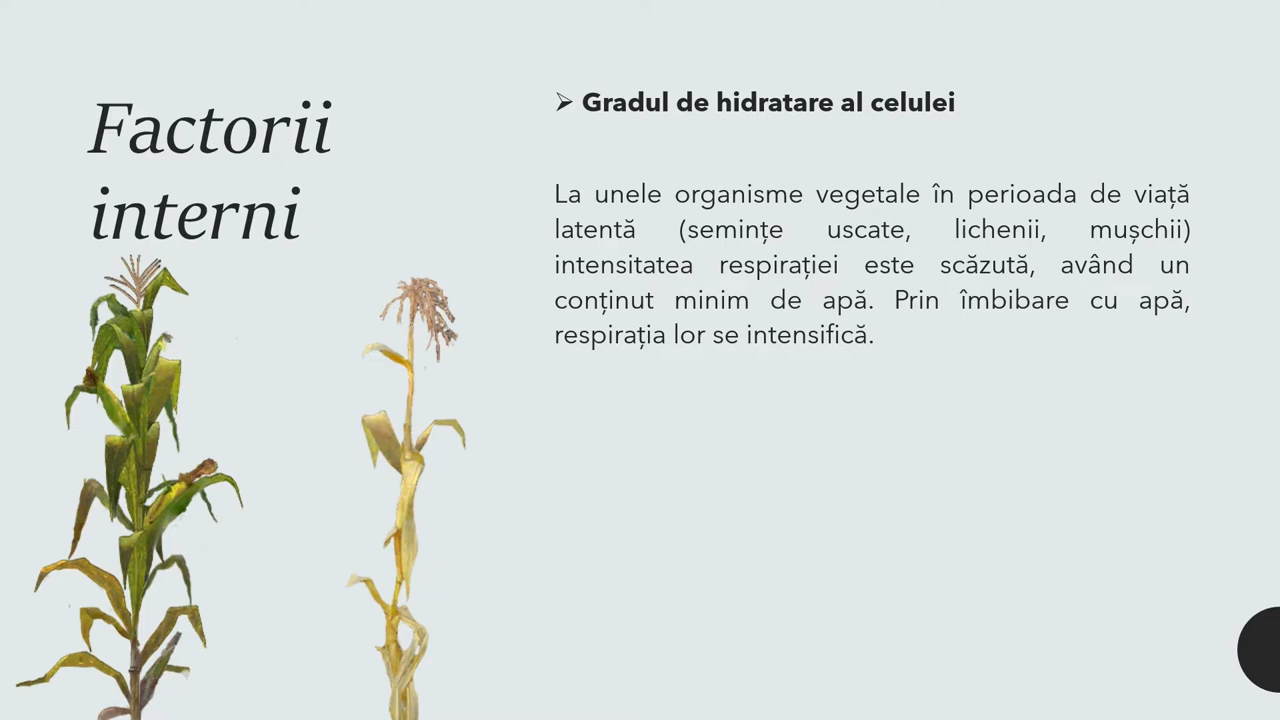 Factorii
interni
➢ Gradul de hidratare al celulei
La unele organisme vegetale în perioada de viață
latentă (semințe uscate, lichenii, mușchii)
intensitatea respirației este scăzută, având un
conținut minim de apă. Prin îmbibare cu apă,
respirația lor se intensifică.